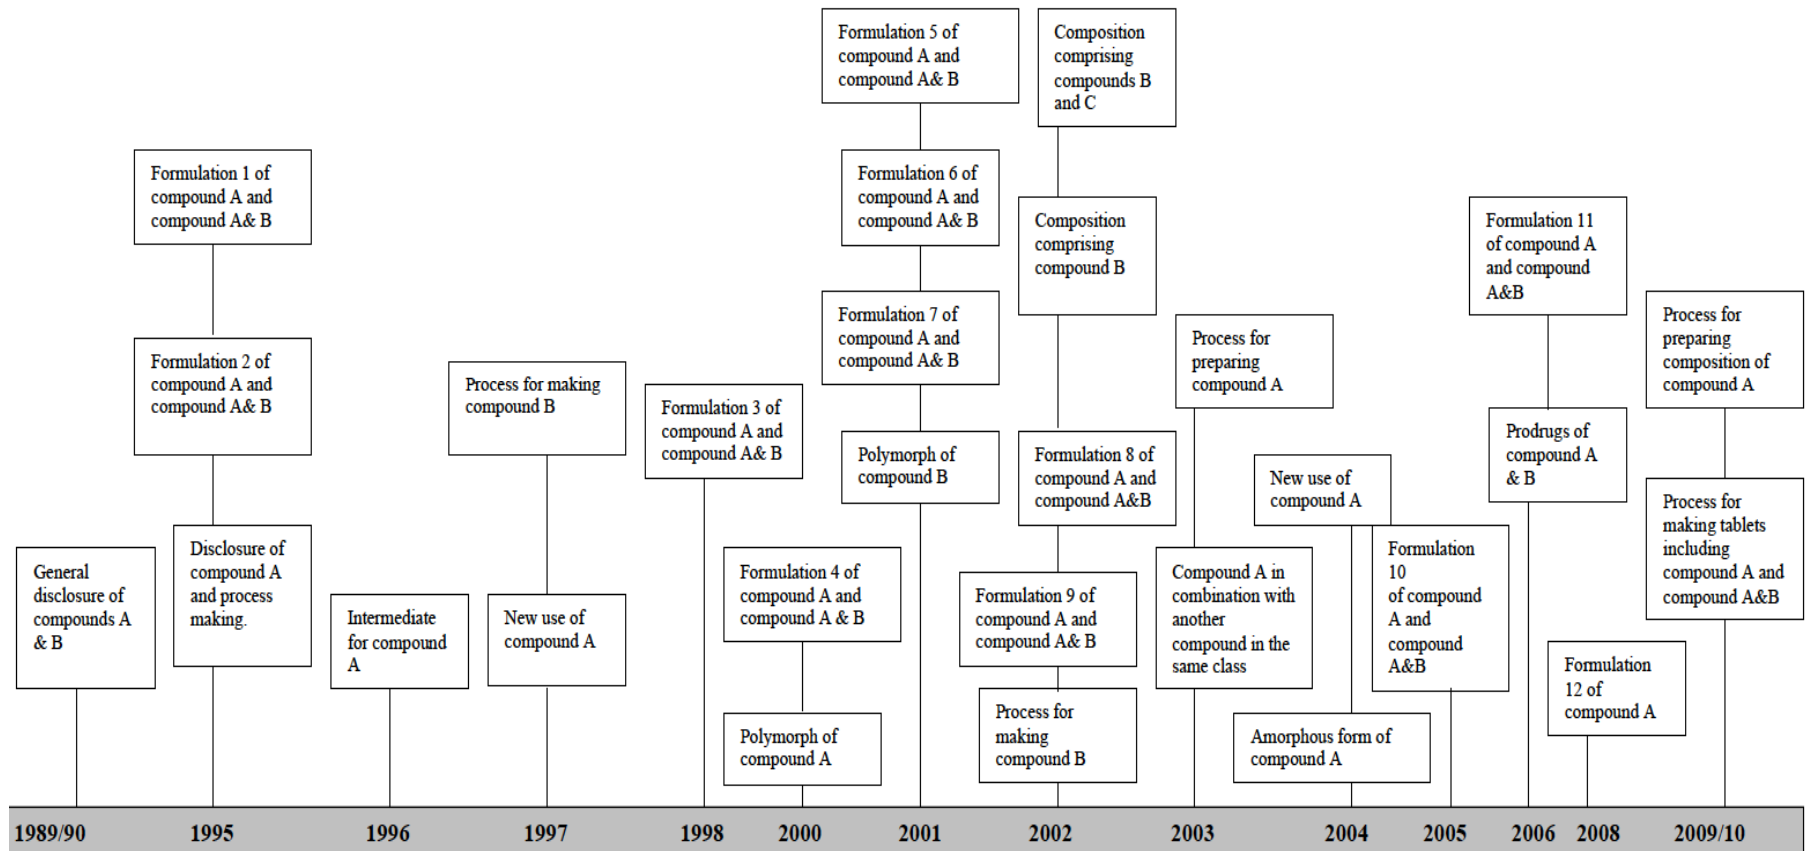 Formulation 5 of
compound A and
compound A& B
Composition
comprising
compounds B
and C
Formulation 1 of
compound A and
compound A& B
Formulation 6 of
compound A and
compound A& B
Composition
comprising
compound B
Formulation 11
of compound A
and compound
A&B
Formulation 2 of
compound A and
compound A& B
Process for making
compound B
Formulation 3 of
compound A and
compound A& B
Formulation 7 of
compound A and
compound A& B
Process for
preparing
compound A
Process for
preparing
composition of
compound A
Polymorph of
compound B
Formulation 8 of
compound A and
compound A&B
New use of
compound A
Prodrugs of
compound A
& B
General
disclosure of
compounds A
& B
Disclosure of
compound A
and process
making.
Intermediate
for compound
A
New use of
compound A
Formulation 4 of
compound A and
compound A & B
Formulation 9 of
compound A and
compound A& B
Compound A in
combination with
another
compound in the
same class
Formulation
10
of compound
A and
compound
A&B
Process for
making tablets
including
compound A and
compound A&B
Formulation
12 of
compound A
Polymorph of
compound A
Process for
making
compound B
Amorphous form of
compound A
1989/90 1995 1996 1997 1998 2000 2001 2002 2003 2004 2005 2006 2008 2009/10